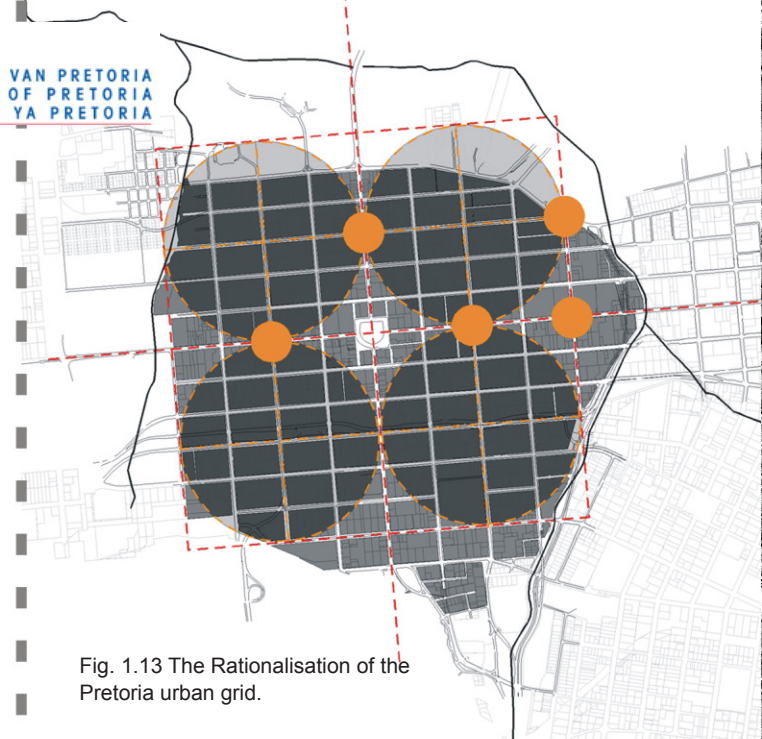 VAN PRETORIA
OF PRETORIA
YA PRETORIA
Fig. 1.13 The Rationalisation of the
Pretoria urban grid.